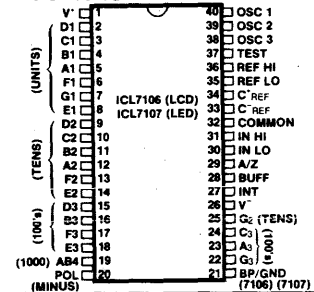 V+ 1 40 OSC 1
D1 2 39 OSC 2
C1 3 38 OSC 3
B1 4 37 TEST
(UNITS) A1 5 36 REF HI
F1 6 35 REF LO
G1 7 34 C+REF
E1 8 33 C-REF
ICL7106 (LCD)
ICL7107 (LED)
D2 9 32 COMMON
C2 10 31 IN HI
(TENS) B2 11 30 IN LO
A2 12 29 A/Z
F2 13 28 BUFF
E2 14 27 INT
D3 15 26 V-
(100's) B3 16 25 G2 (TENS)
F3 17 24 C3
E3 18 23 A3 (100's)
(1000) AB4 19 22 G3
POL 20 21 BP/GND
(MINUS) (7106) (7107)